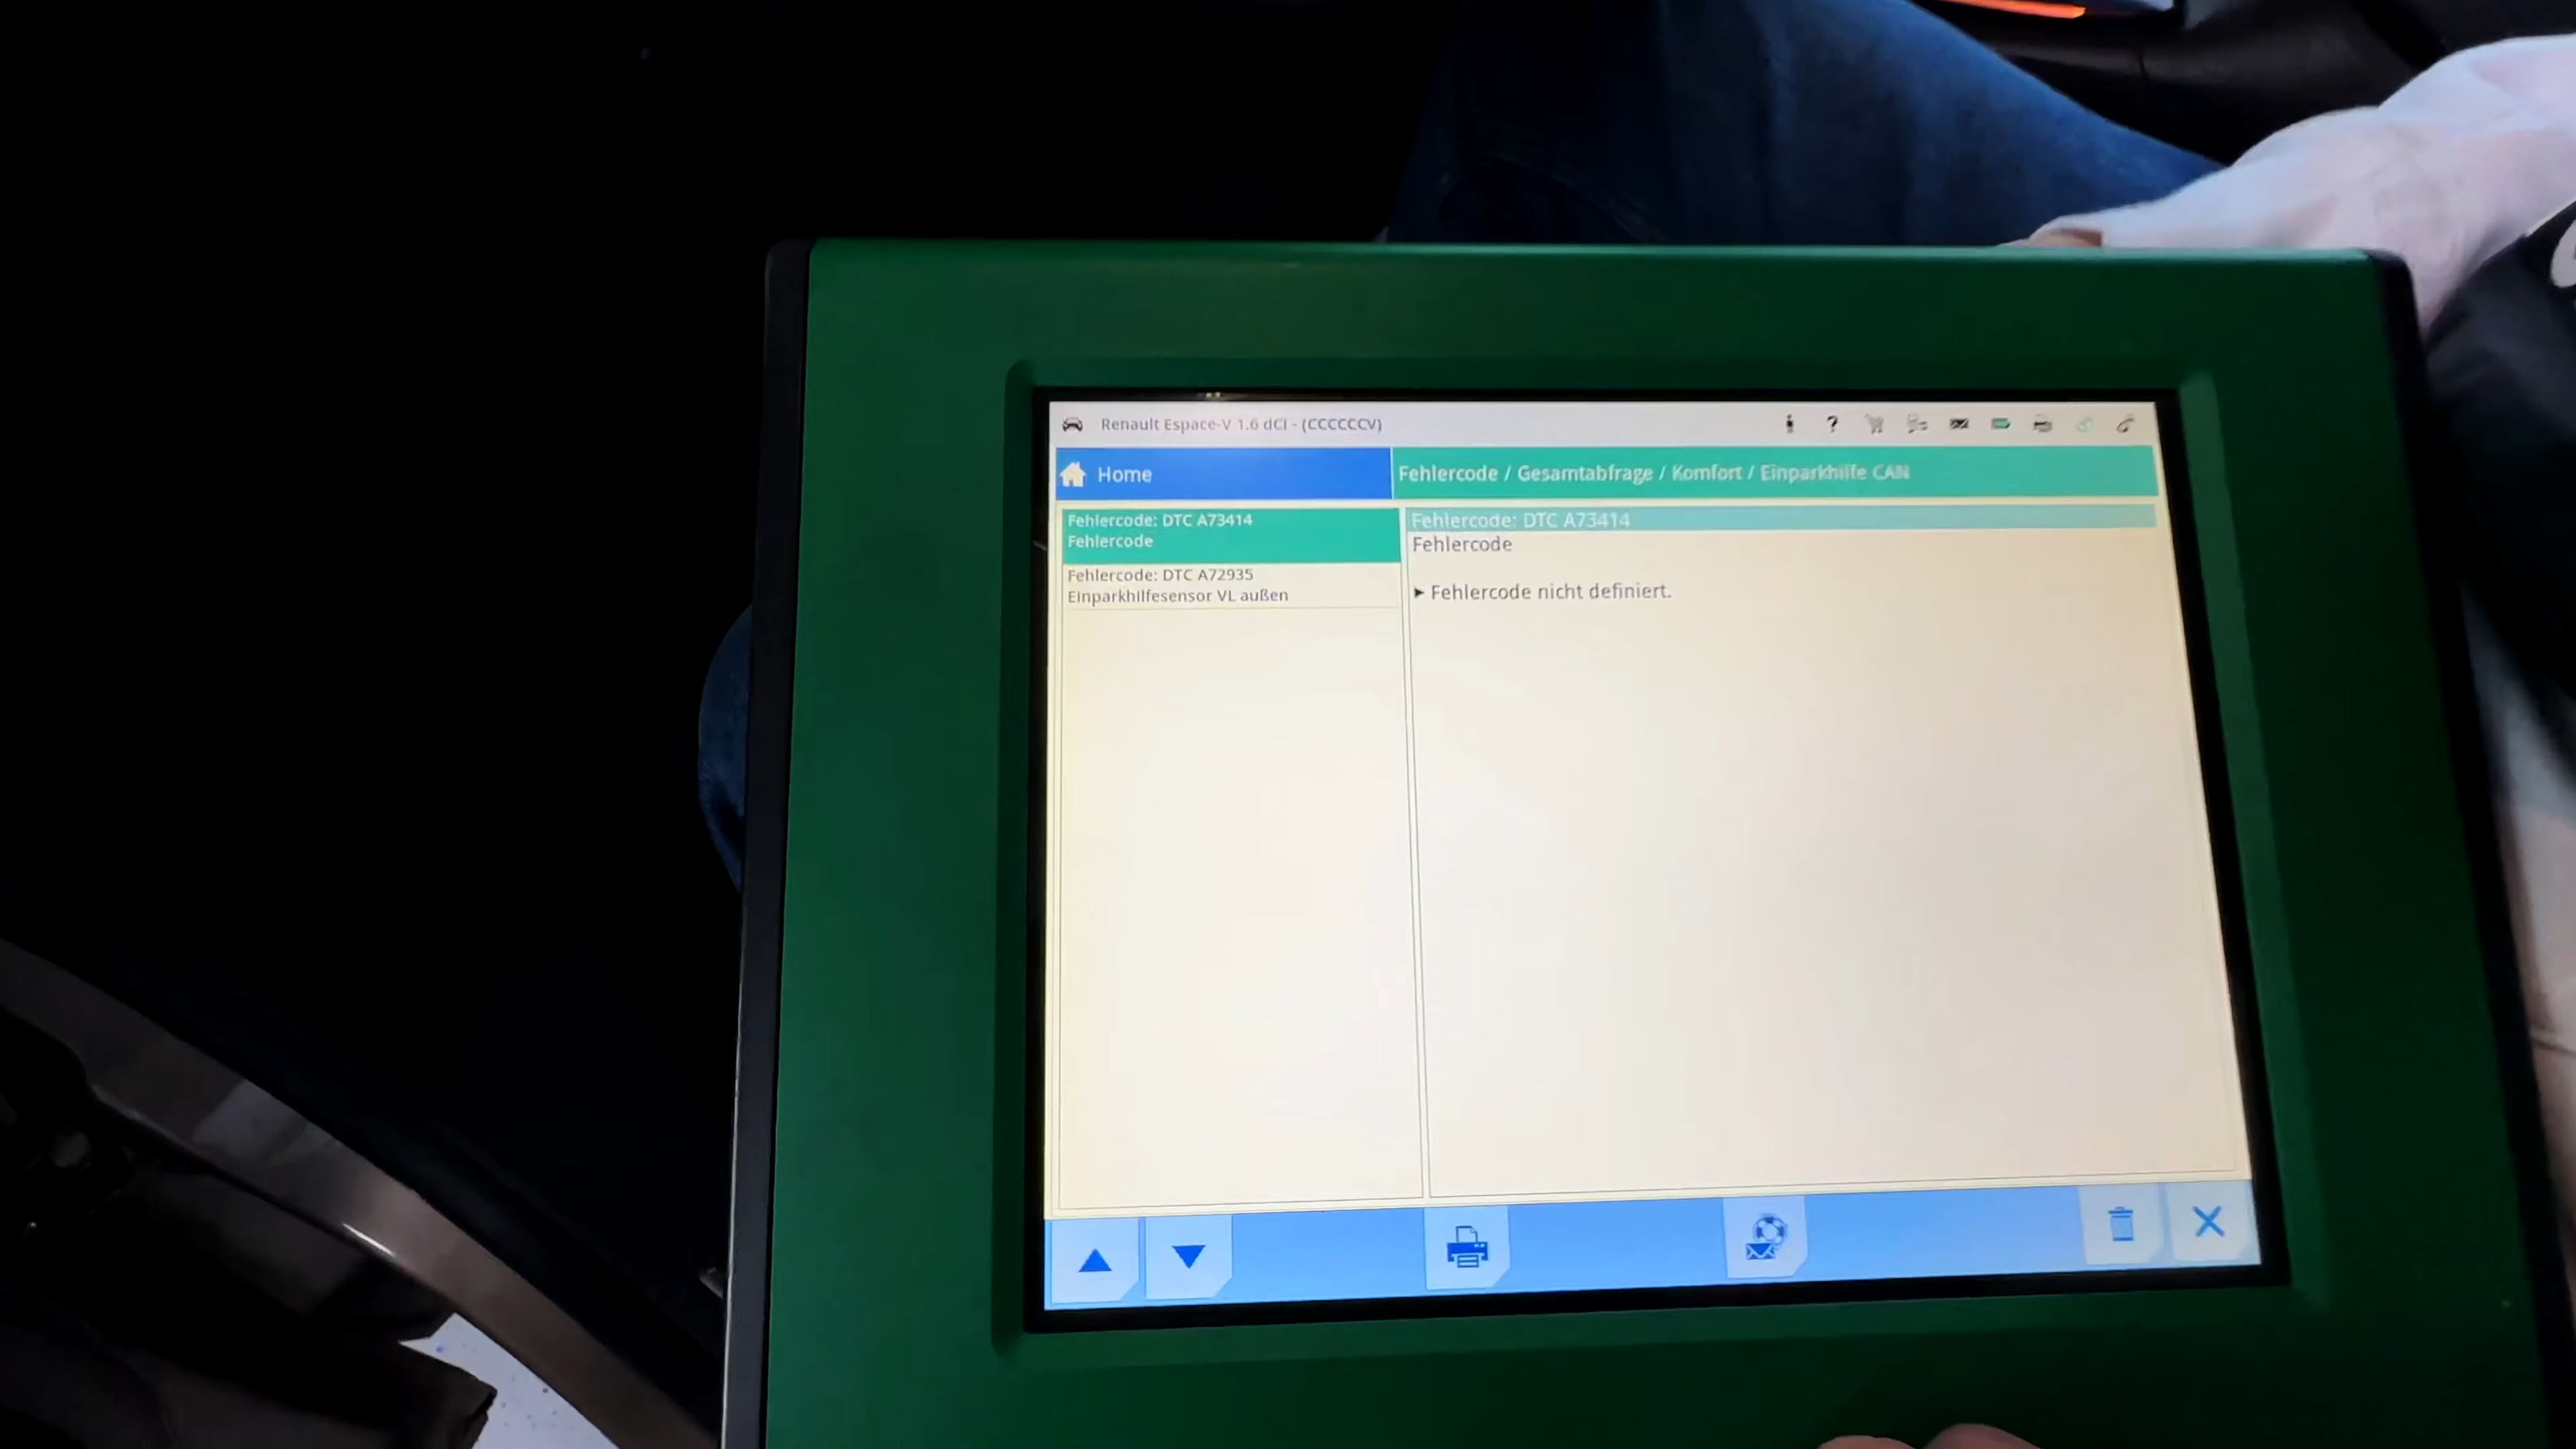 Renault Espace-V 1.6 dCi - (CCCCCCV)
Home
Fehlercode / Gesamtabfrage / Komfort / Einparkhilfe CAN
Fehlercode: DTC A73414
Fehlercode
Fehlercode: DTC A72935
Einparkhilfesensor VL außen
Fehlercode: DTC A73414
Fehlercode
► Fehlercode nicht definiert.